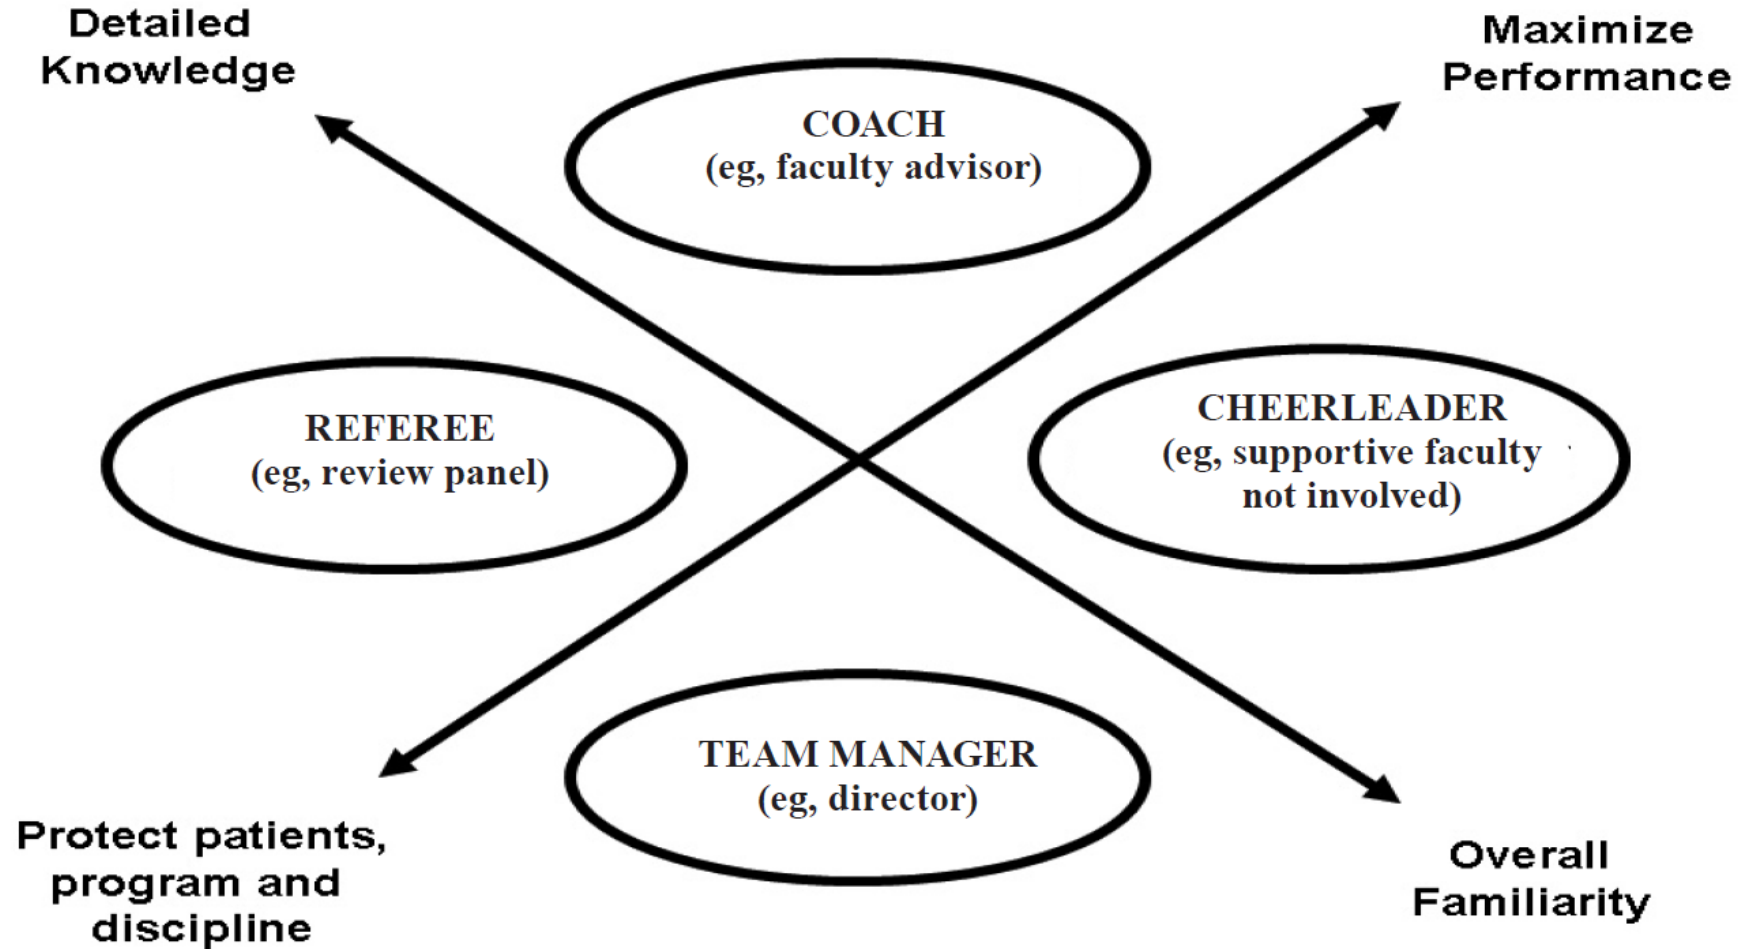 Detailed
Knowledge
Maximize
Performance
COACH
(eg, faculty advisor)
REFEREE
(eg, review panel)
CHEERLEADER
(eg, supportive faculty
not involved)
TEAM MANAGER
(eg, director)
Protect patients,
program and
discipline
Overall
Familiarity